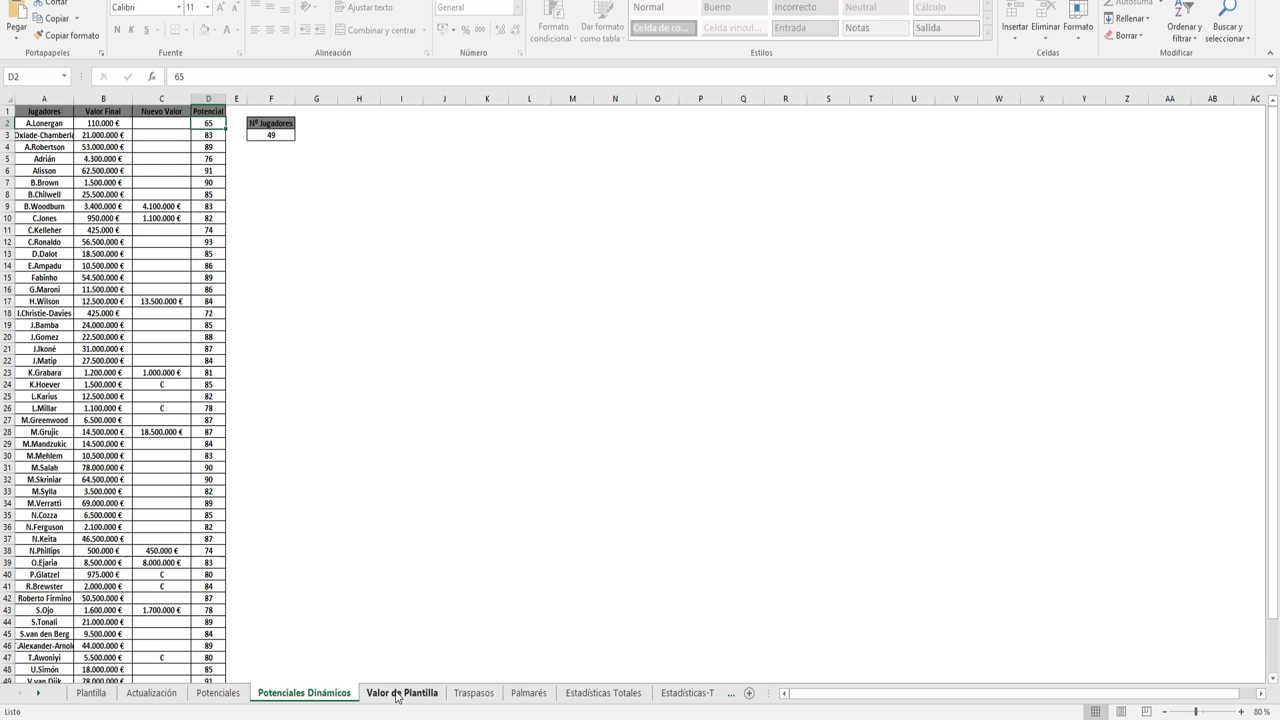 Cortar Calibri 11 Ajustar texto General Normal Bueno Incorrecto Neutral Cálculo Autosuma
Pegar Copiar N K S Combinar y centrar Formato condicional Dar formato como tabla Celda de co... Celda vincul... Entrada Notas Salida Insertar Eliminar Formato Rellenar Ordenar y filtrar Buscar y seleccionar
Copiar formato Borrar
Portapapeles Fuente Alineación Número Estilos Celdas Modificar
D2 fx 65
A B C D E F G H I J K L M N O P Q R S T U V W X Y Z AA AB AC
1 Jugadores Valor Final Nuevo Valor Potencial
2 A.Lonergan 110.000 € 65 Nº Jugadores
3 Oxlade-Chamberla 21.000.000 € 83 49
4 A.Robertson 53.000.000 € 89
5 Adrián 4.300.000 € 76
6 Alisson 62.500.000 € 91
7 B.Brown 1.500.000 € 90
8 B.Chilwell 25.500.000 € 85
9 B.Woodburn 3.400.000 € 4.100.000 € 83
10 C.Jones 950.000 € 1.100.000 € 82
11 C.Kelleher 425.000 € 74
12 C.Ronaldo 56.500.000 € 93
13 D.Dalot 18.500.000 € 85
14 E.Ampadu 10.500.000 € 86
15 Fabinho 54.500.000 € 89
16 G.Maroni 11.500.000 € 86
17 H.Wilson 12.500.000 € 13.500.000 € 84
18 I.Christie-Davies 425.000 € 72
19 J.Bamba 24.000.000 € 85
20 J.Gomez 22.500.000 € 88
21 J.Ikoné 31.000.000 € 87
22 J.Matip 27.500.000 € 84
23 K.Grabara 1.200.000 € 1.000.000 € 81
24 K.Hoever 1.500.000 € C 85
25 L.Karius 12.500.000 € 82
26 L.Millar 1.100.000 € C 78
27 M.Greenwood 6.500.000 € 87
28 M.Grujic 14.500.000 € 18.500.000 € 87
29 M.Mandzukic 14.500.000 € 84
30 M.Mehlem 10.500.000 € 83
31 M.Salah 78.000.000 € 90
32 M.Skriniar 64.500.000 € 90
33 M.Sylla 3.500.000 € 82
34 M.Verratti 69.000.000 € 89
35 N.Cozza 6.500.000 € 85
36 N.Ferguson 2.100.000 € 82
37 N.Keita 46.500.000 € 87
38 N.Phillips 500.000 € 450.000 € 74
39 O.Ejaria 8.500.000 € 8.000.000 € 83
40 P.Glatzel 975.000 € C 80
41 R.Brewster 2.000.000 € C 84
42 Roberto Firmino 50.500.000 € 87
43 S.Ojo 1.600.000 € 1.700.000 € 78
44 S.Tonali 21.000.000 € 89
45 S.van den Berg 9.500.000 € 84
46 .Alexander-Arnol 44.000.000 € 89
47 T.Awoniyi 5.500.000 € C 80
48 U.Simón 18.000.000 € 85
49 V.van Dijk 78.000.000 € 91
Plantilla Actualización Potenciales Potenciales Dinámicos Valor de Plantilla Traspasos Palmarés Estadísticas Totales Estadísticas-T ...
Listo 80 %